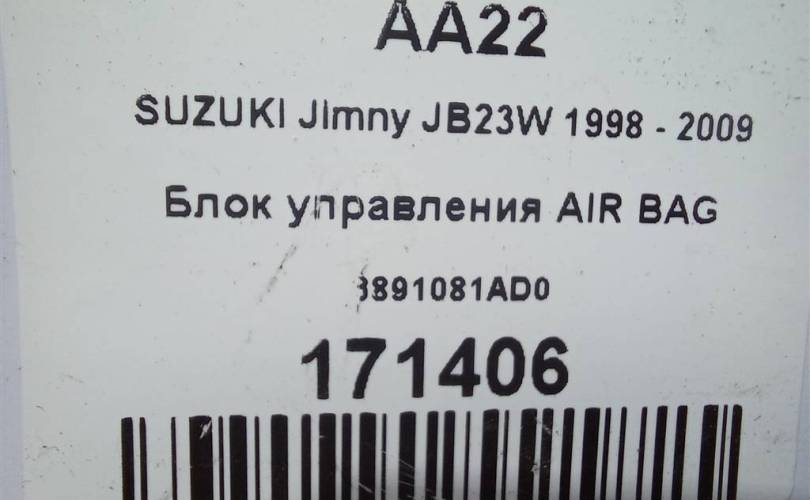 AA22
SUZUKI Jimny JB23W 1998 - 2009
Блок управления AIR BAG
3891081AD0
171406